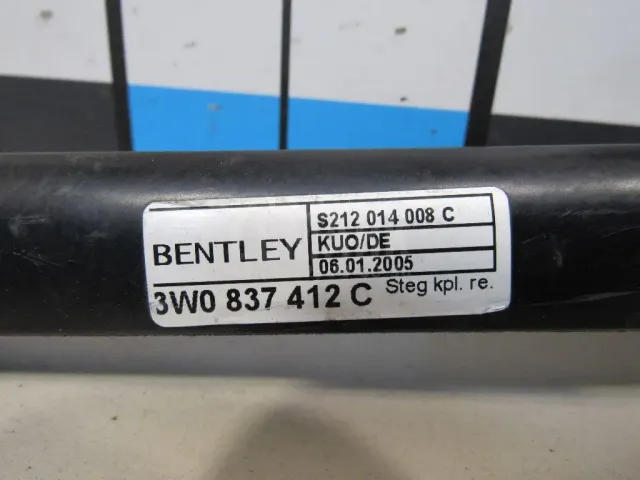 S212 014 008 C
BENTLEY
KUO/DE
06.01.2005
3W0 837 412 C Steg kpl. re.